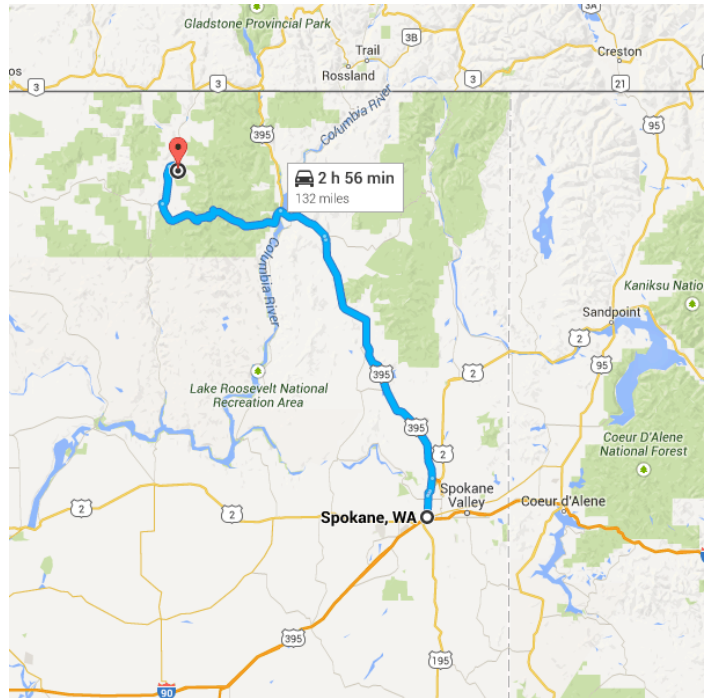 Gladstone Provincial Park
3A
3B
Trail
Rossland
Creston
os
3
3
3
21
395
Columbia River
95
2 h 56 min
132 miles
Columbia River
Kaniksu Natio
Sandpoint
2
95
Lake Roosevelt National
Recreation Area
395
2
395
2
Coeur D'Alene
National Forest
Spokane
Valley
Coeur d'Alene
2
2
Spokane, WA
395
195
90